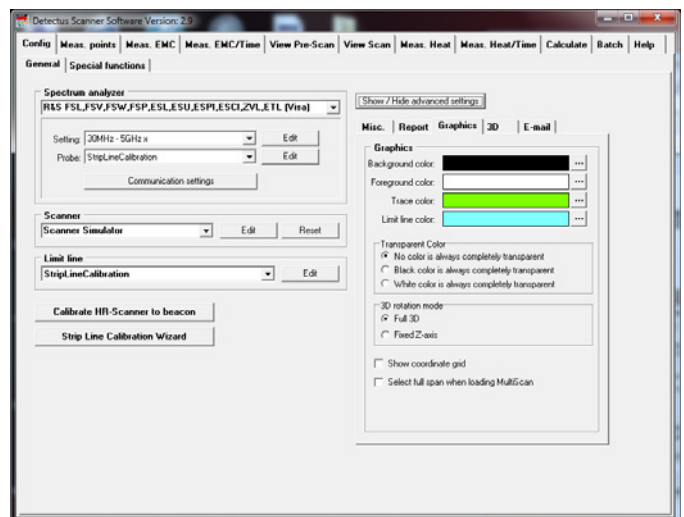 Detectus Scanner Software Version: 2.9
Config Meas. points Meas. EMC Meas. EMC/Time View Pre-Scan View Scan Meas. Heat Meas. Heat/Time Calculate Batch Help
General Special functions
Spectrum analyzer
R&S FSL,FSV,FSW,FSP,ESL,ESU,ESPI,ESCI,ZVL,ETL (Visa)
Setting: 30MHz - 5GHz x Edit
Probe: StripLineCalibration Edit
Communication settings
Scanner
Scanner Simulator Edit Reset
Limit line
StripLineCalibration Edit
Calibrate HR-Scanner to beacon
Strip Line Calibration Wizard
Show / Hide advanced settings
Misc. Report Graphics 3D E-mail
Graphics
Background color: ...
Foreground color: ...
Trace color: ...
Limit line color: ...
Transparent Color
No color is always completely transparent
Black color is always completely transparent
White color is always completely transparent
3D rotation mode
Full 3D
Fixed Z-axis
Show coordinate grid
Select full span when loading MultiScan